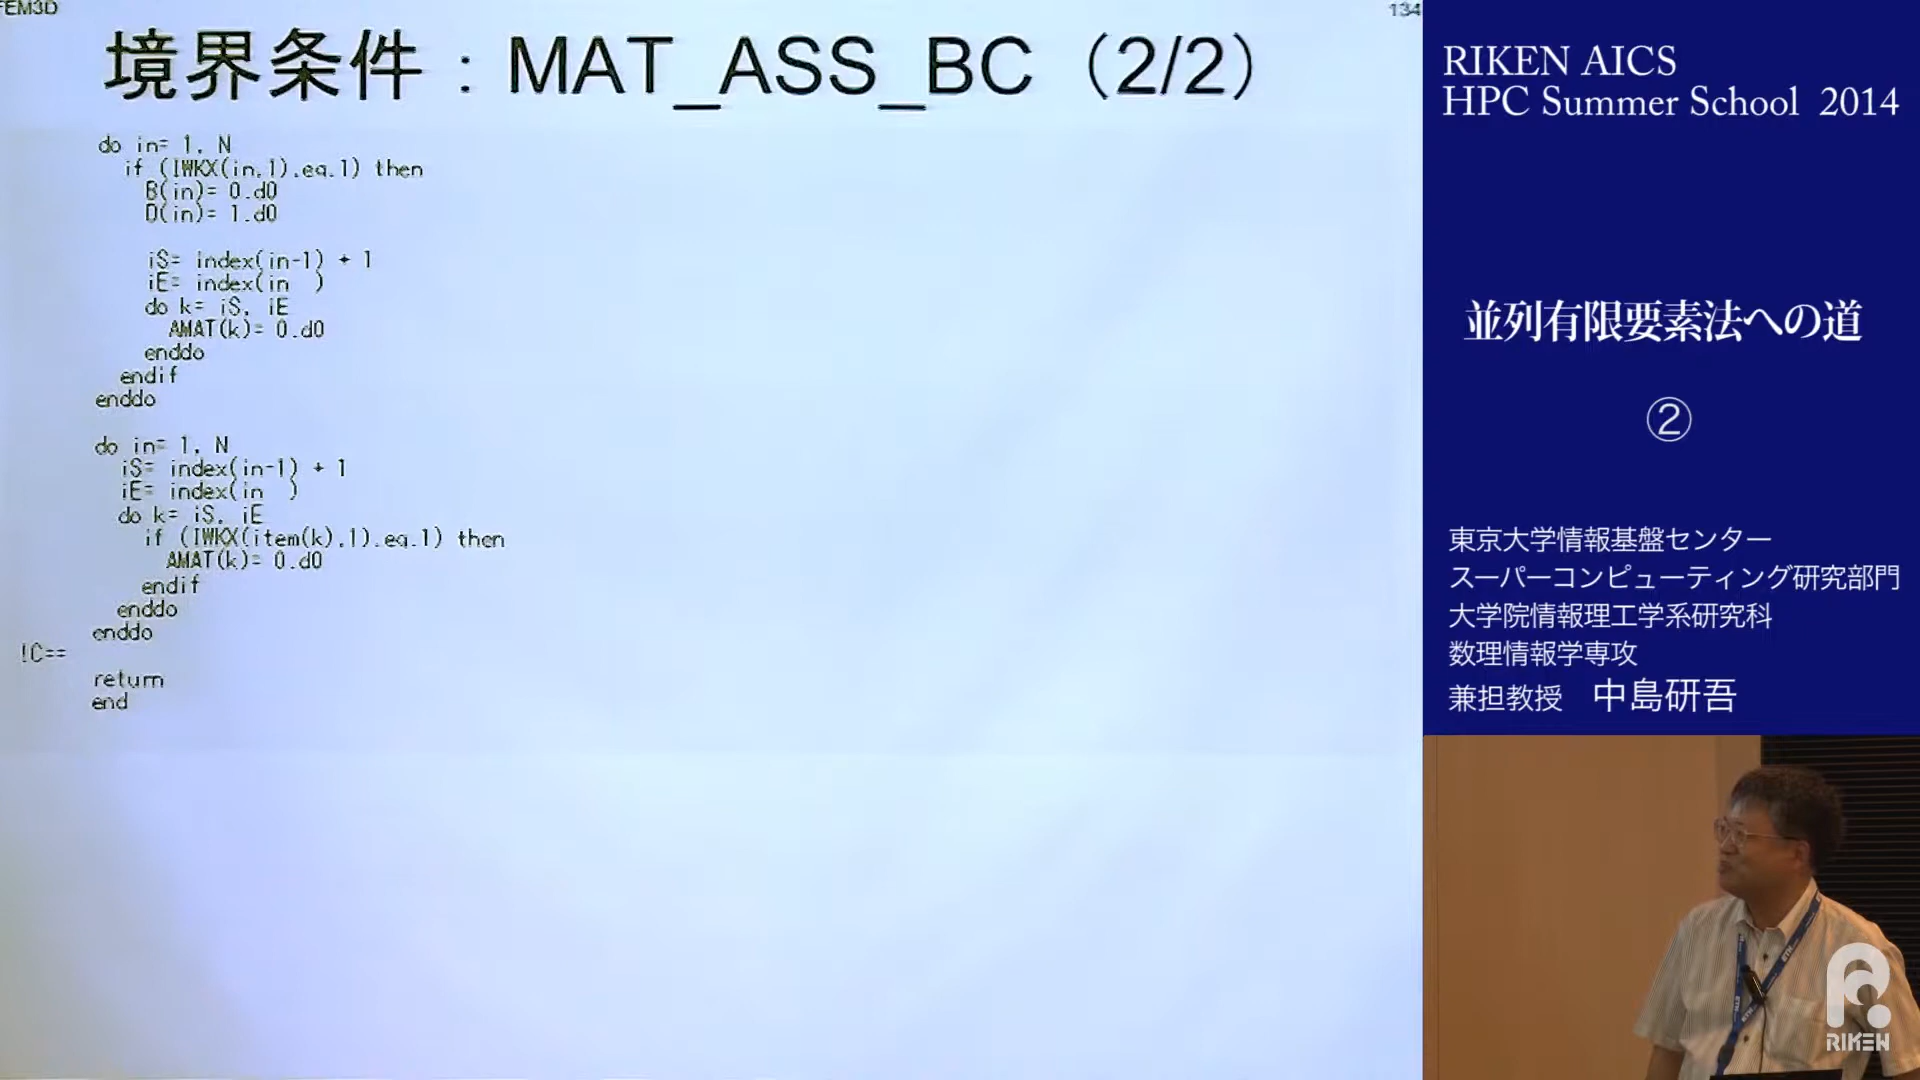 FEM3D
134
境界条件：MAT_ASS_BC（2/2）
do in= 1, N
if (IWKX(in,1).eq.1) then
B(in)= 0.d0
D(in)= 1.d0
iS= index(in-1) + 1
iE= index(in  )
do k= iS, iE
AMAT(k)= 0.d0
enddo
endif
enddo
do in= 1, N
iS= index(in-1) + 1
iE= index(in  )
do k= iS, iE
if (IWKX(item(k),1).eq.1) then
AMAT(k)= 0.d0
endif
enddo
enddo
!C==
return
end
RIKEN AICS
HPC Summer School 2014
並列有限要素法への道
②
東京大学情報基盤センター
スーパーコンピューティング研究部門
大学院情報理工学系研究科
数理情報学専攻
兼担教授　中島研吾
RIKEN